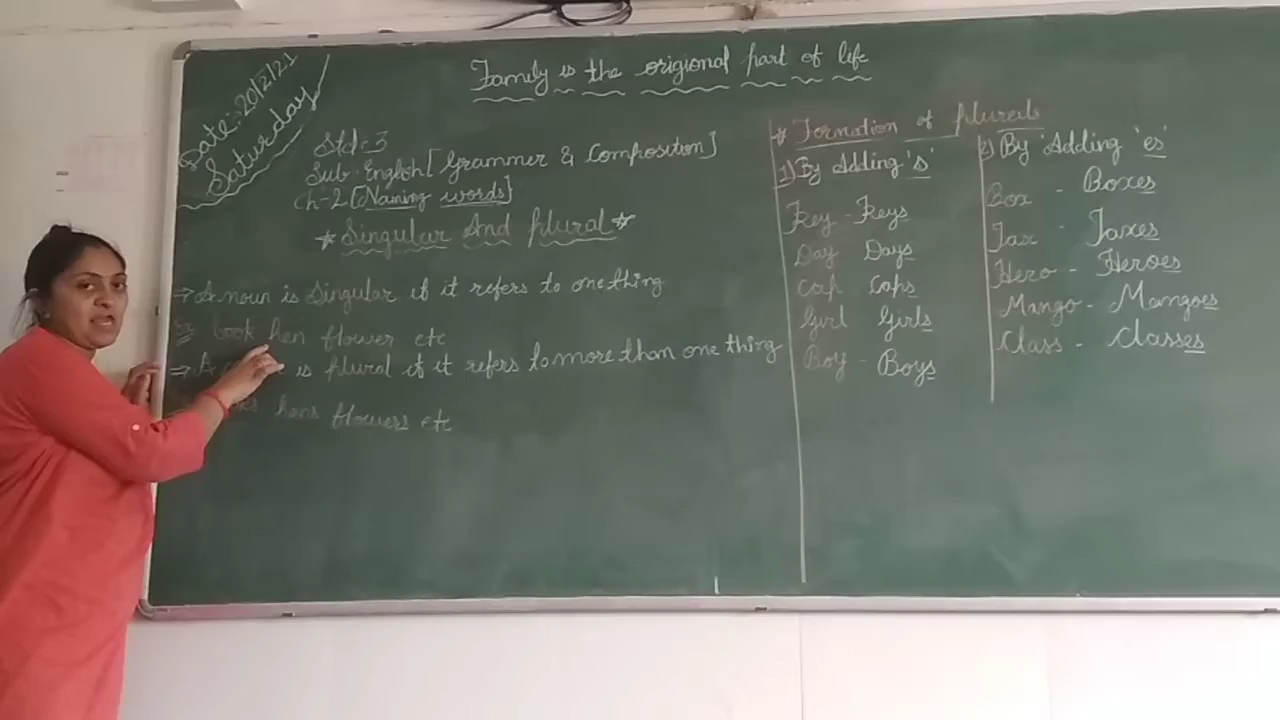 Date:- 20/2/21
Saturday
Family is the origional part of life
Std:-3
Sub- English [Grammer & Composition]
Ch-2 [Naming words]
Singular And plural
→ A noun is singular if it refers to one thing
ex book hen flower etc
→ A is plural if it refers to more than one thing
hens flowers etc
Formation of plurals
1) By Adding 's'
Key - Keys
Day Days
Cap Caps
Girl Girls
Boy - Boys
2) By Adding 'es'
Box - Boxes
Tax - Taxes
Hero - Heroes
Mango - Mangoes
Class - Classes